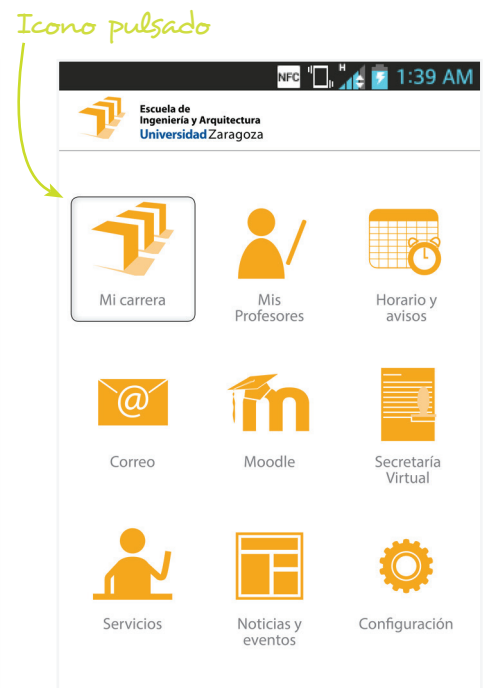 Icono pulsado
NFC H 1:39 AM
Escuela de
Ingeniería y Arquitectura
Universidad Zaragoza
Mi carrera
Mis
Profesores
Horario y
avisos
@
Correo
m
Moodle
Secretaría
Virtual
Servicios
Noticias y
eventos
Configuración